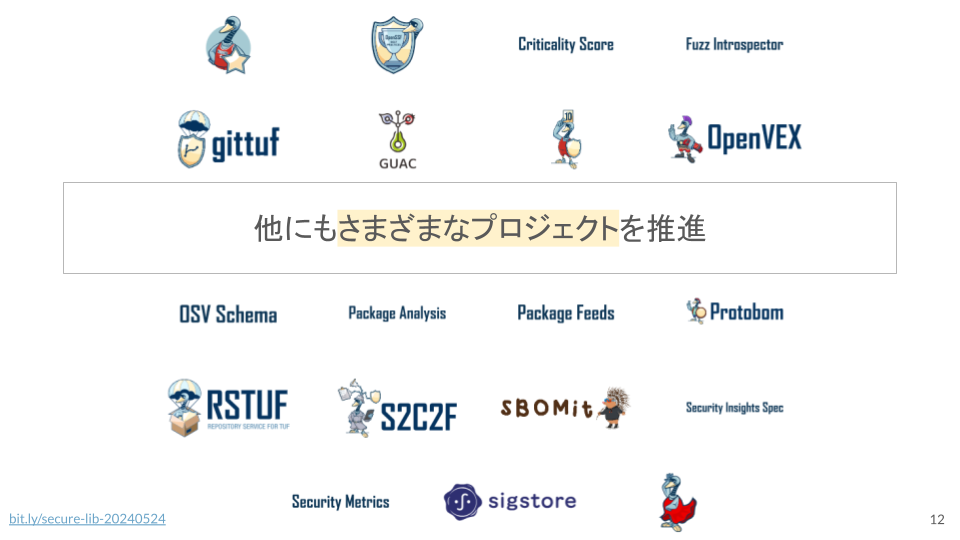 Criticality Score
Fuzz Introspector
gittuf
GUAC
10
OpenVEX
他にもさまざまなプロジェクトを推進
OSV Schema
Package Analysis
Package Feeds
Protobom
RSTUF
REPOSITORY SERVICE FOR TUF
S2C2F
SBOMit
Security Insights Spec
Security Metrics
sigstore
bit.ly/secure-lib-20240524
12